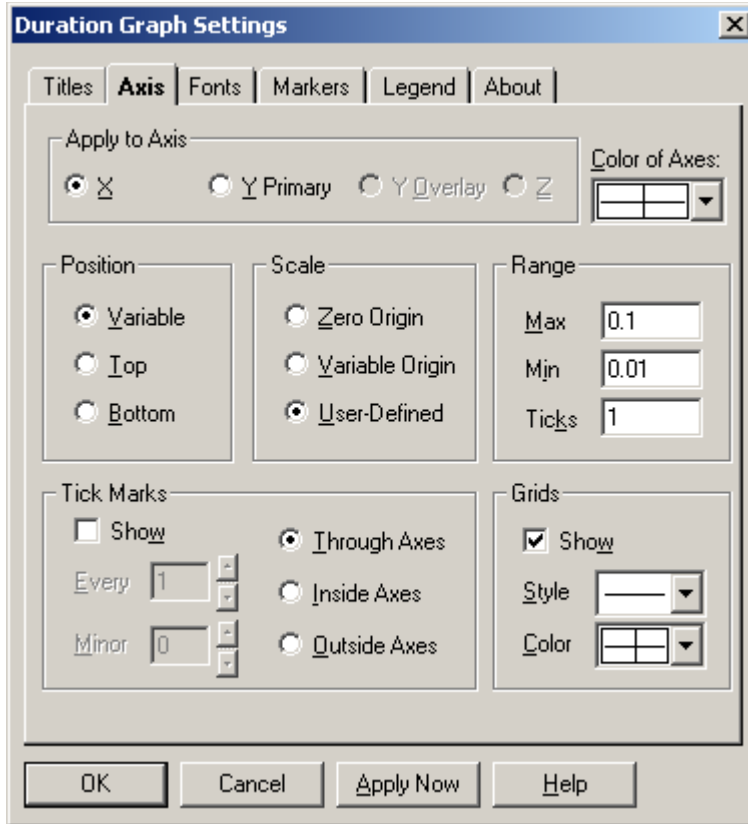 Duration Graph Settings
Titles Axis Fonts Markers Legend About
Apply to Axis
X Y Primary Y Overlay Z
Color of Axes:
Position
Variable
Top
Bottom
Scale
Zero Origin
Variable Origin
User-Defined
Range
Max 0.1
Min 0.01
Ticks 1
Tick Marks
Show
Every 1
Minor 0
Through Axes
Inside Axes
Outside Axes
Grids
Show
Style
Color
OK Cancel Apply Now Help